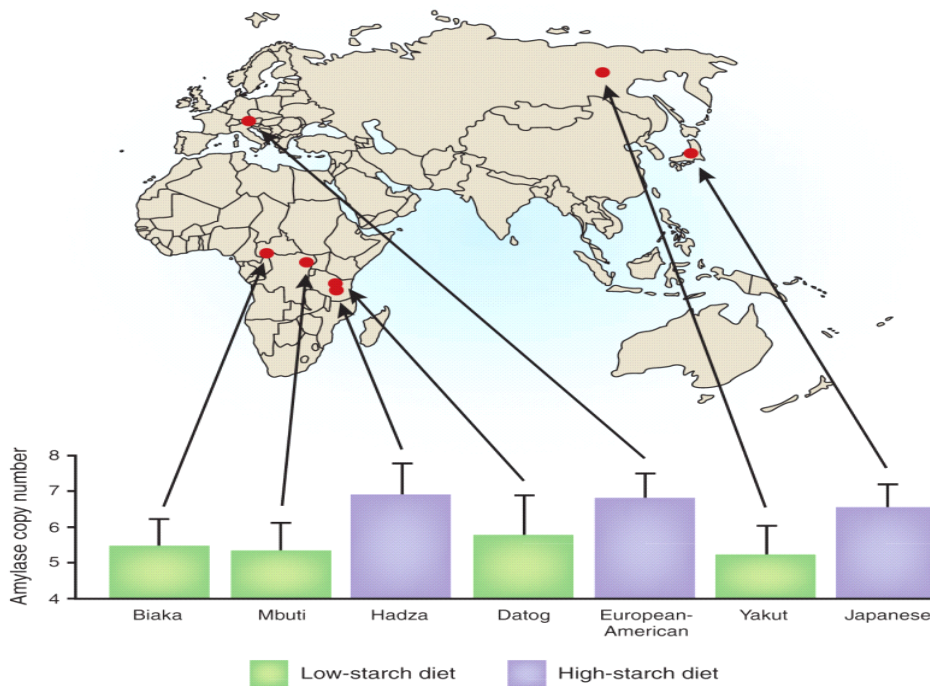 Amylase copy number
8
7
6
5
4
Biaka
Mbuti
Hadza
Datog
European-
American
Yakut
Japanese
Low-starch diet
High-starch diet